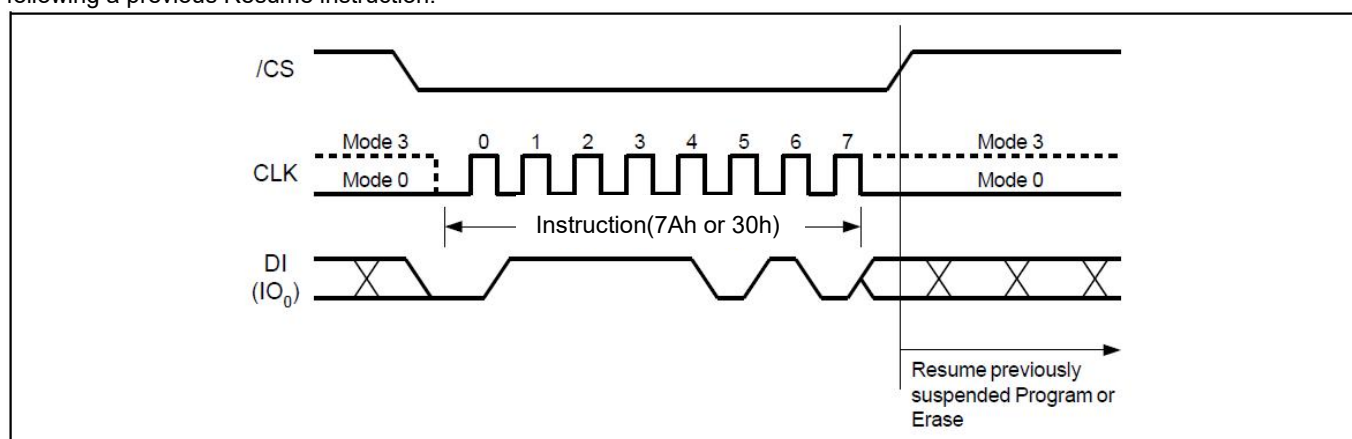 following a previous Resume instruction.
/CS
Mode 3 0 1 2 3 4 5 6 7 Mode 3
CLK
Mode 0 Mode 0
Instruction(7Ah or 30h)
DI
(IO0)
Resume previously
suspended Program or
Erase